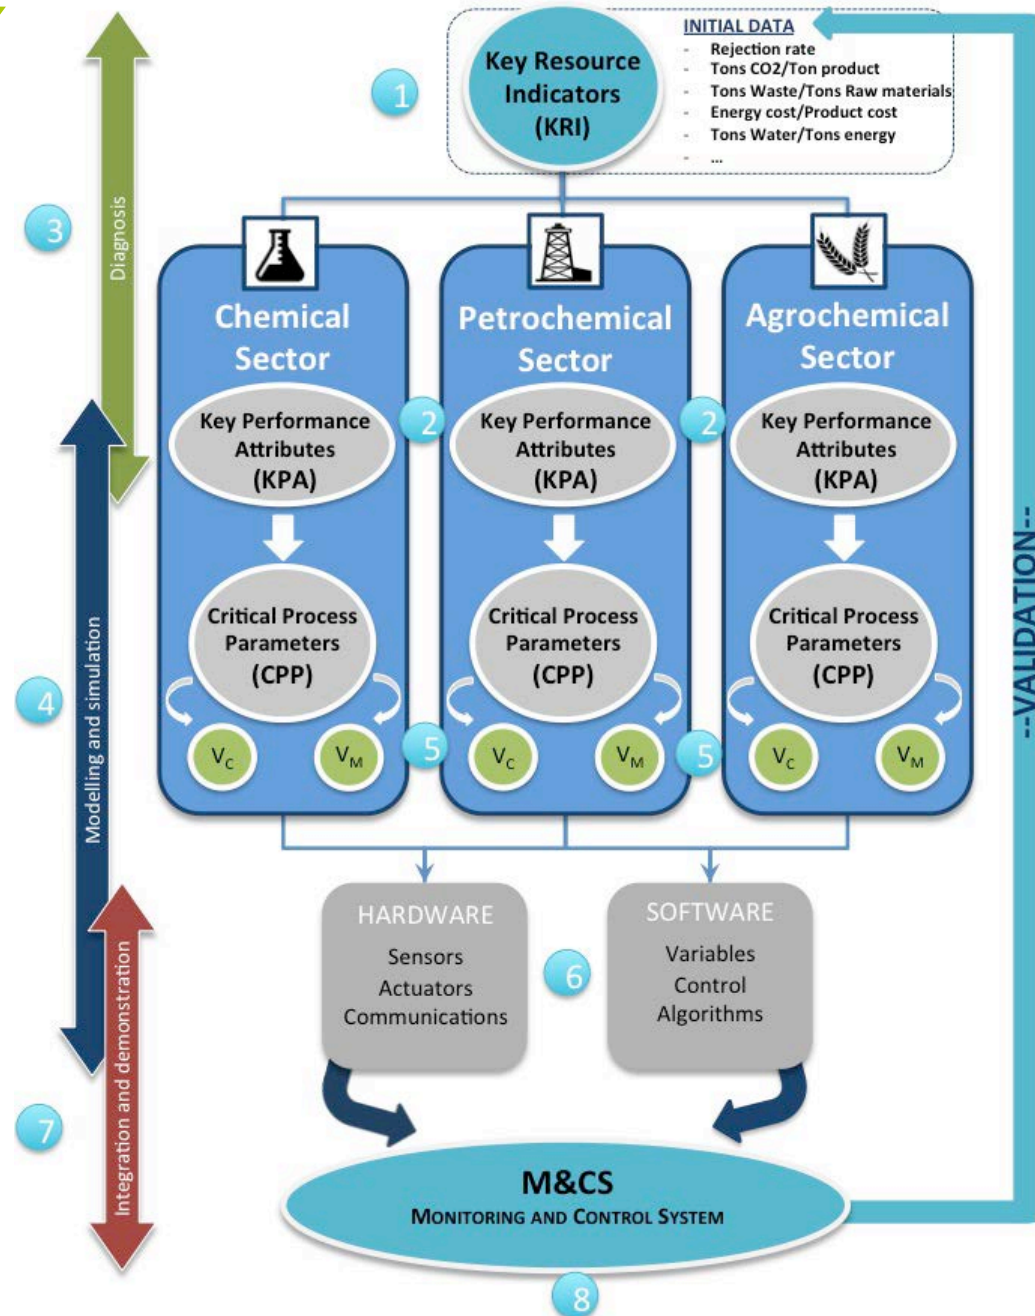 Key Resource
Indicators
(KRI)
INITIAL DATA
- Rejection rate
- Tons CO2/Ton product
- Tons Waste/Tons Raw materials
- Energy cost/Product cost
- Tons Water/Tons energy
- ...
1
3
Diagnosis
Chemical
Sector
Petrochemical
Sector
Agrochemical
Sector
Key Performance
Attributes
(KPA)
2
Key Performance
Attributes
(KPA)
2
Key Performance
Attributes
(KPA)
Critical Process
Parameters
(CPP)
Critical Process
Parameters
(CPP)
Critical Process
Parameters
(CPP)
--VALIDATION--
4
Modelling and simulation
VC
VM
5
VC
VM
5
VC
VM
HARDWARE
Sensors
Actuators
Communications
6
SOFTWARE
Variables
Control
Algorithms
7
Integration and demonstration
M&CS
MONITORING AND CONTROL SYSTEM
8